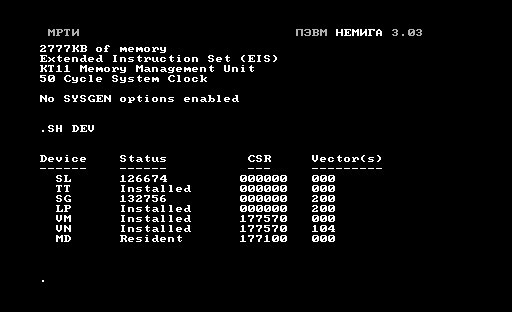 МРТИ ПЭВМ НЕМИГА 3.03
2777KB of memory
Extended Instruction Set (EIS)
KT11 Memory Management Unit
50 Cycle System Clock
No SYSGEN options enabled
.SH DEV
Device Status CSR Vector(s)
------ ------ --- ---------
SL 126674 000000 000
TT Installed 000000 000
SG 132756 000000 200
LP Installed 000000 200
VM Installed 177570 000
VN Installed 177570 104
MD Resident 177100 000
.